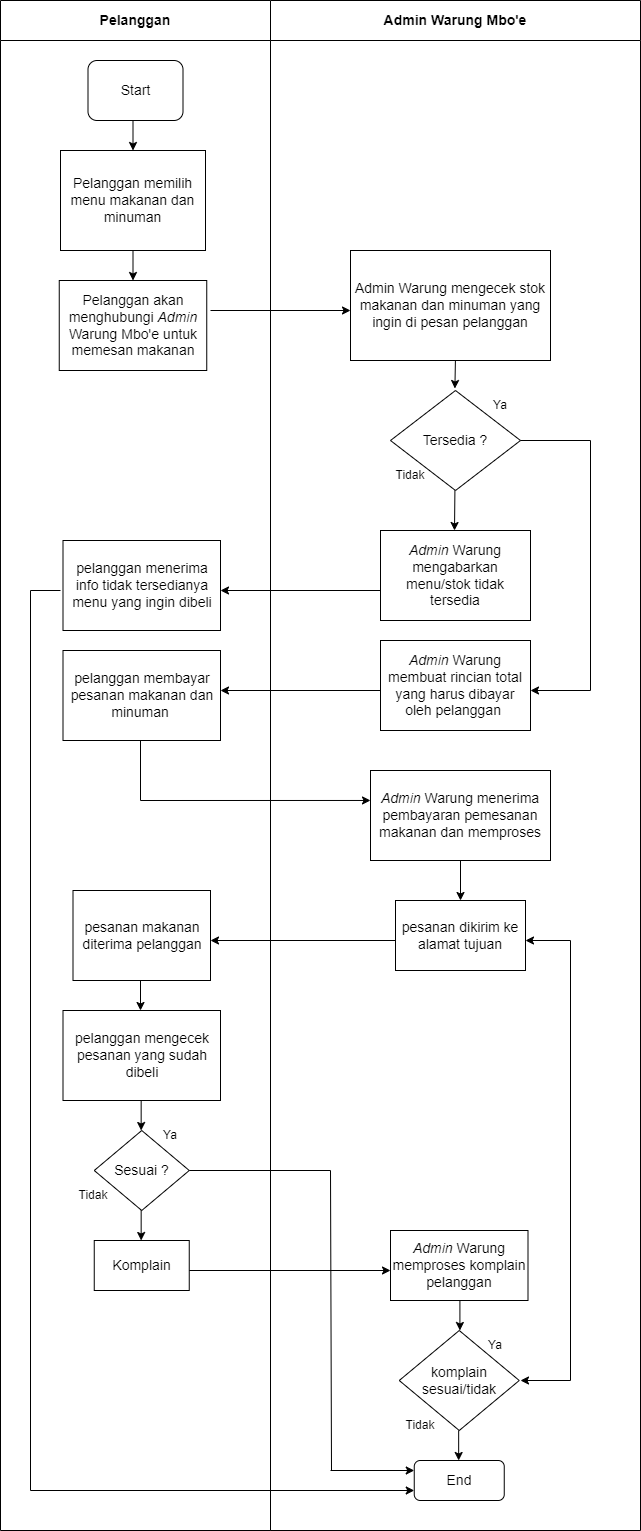 Pelanggan
Admin Warung Mbo'e
Start
Pelanggan memilih
menu makanan dan
minuman
Pelanggan akan
menghubungi Admin
Warung Mbo'e untuk
memesan makanan
Admin Warung mengecek stok
makanan dan minuman yang
ingin di pesan pelanggan
Ya
Tersedia ?
Tidak
Admin Warung
mengabarkan
menu/stok tidak
tersedia
pelanggan menerima
info tidak tersedianya
menu yang ingin dibeli
Admin Warung
membuat rincian total
yang harus dibayar
oleh pelanggan
pelanggan membayar
pesanan makanan dan
minuman
Admin Warung menerima
pembayaran pemesanan
makanan dan memproses
pesanan dikirim ke
alamat tujuan
pesanan makanan
diterima pelanggan
pelanggan mengecek
pesanan yang sudah
dibeli
Ya
Sesuai ?
Tidak
Komplain
Admin Warung
memproses komplain
pelanggan
Ya
komplain
sesuai/tidak
Tidak
End